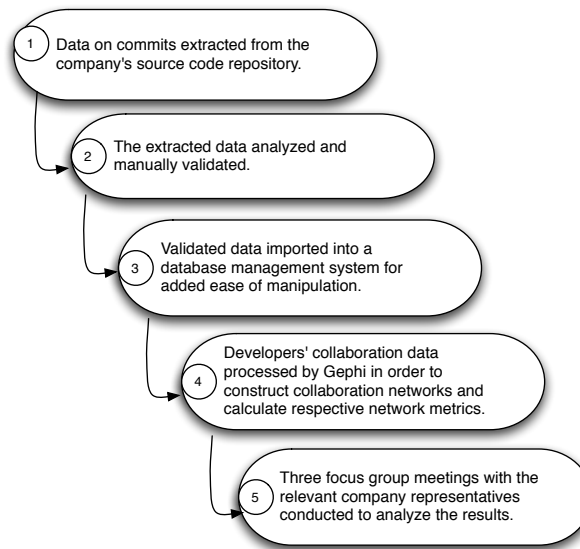 1
Data on commits extracted from the
company's source code repository.
2
The extracted data analyzed and
manually validated.
3
Validated data imported into a
database management system for
added ease of manipulation.
4
Developers' collaboration data
processed by Gephi in order to
construct collaboration networks and
calculate respective network metrics.
5
Three focus group meetings with the
relevant company representatives
conducted to analyze the results.